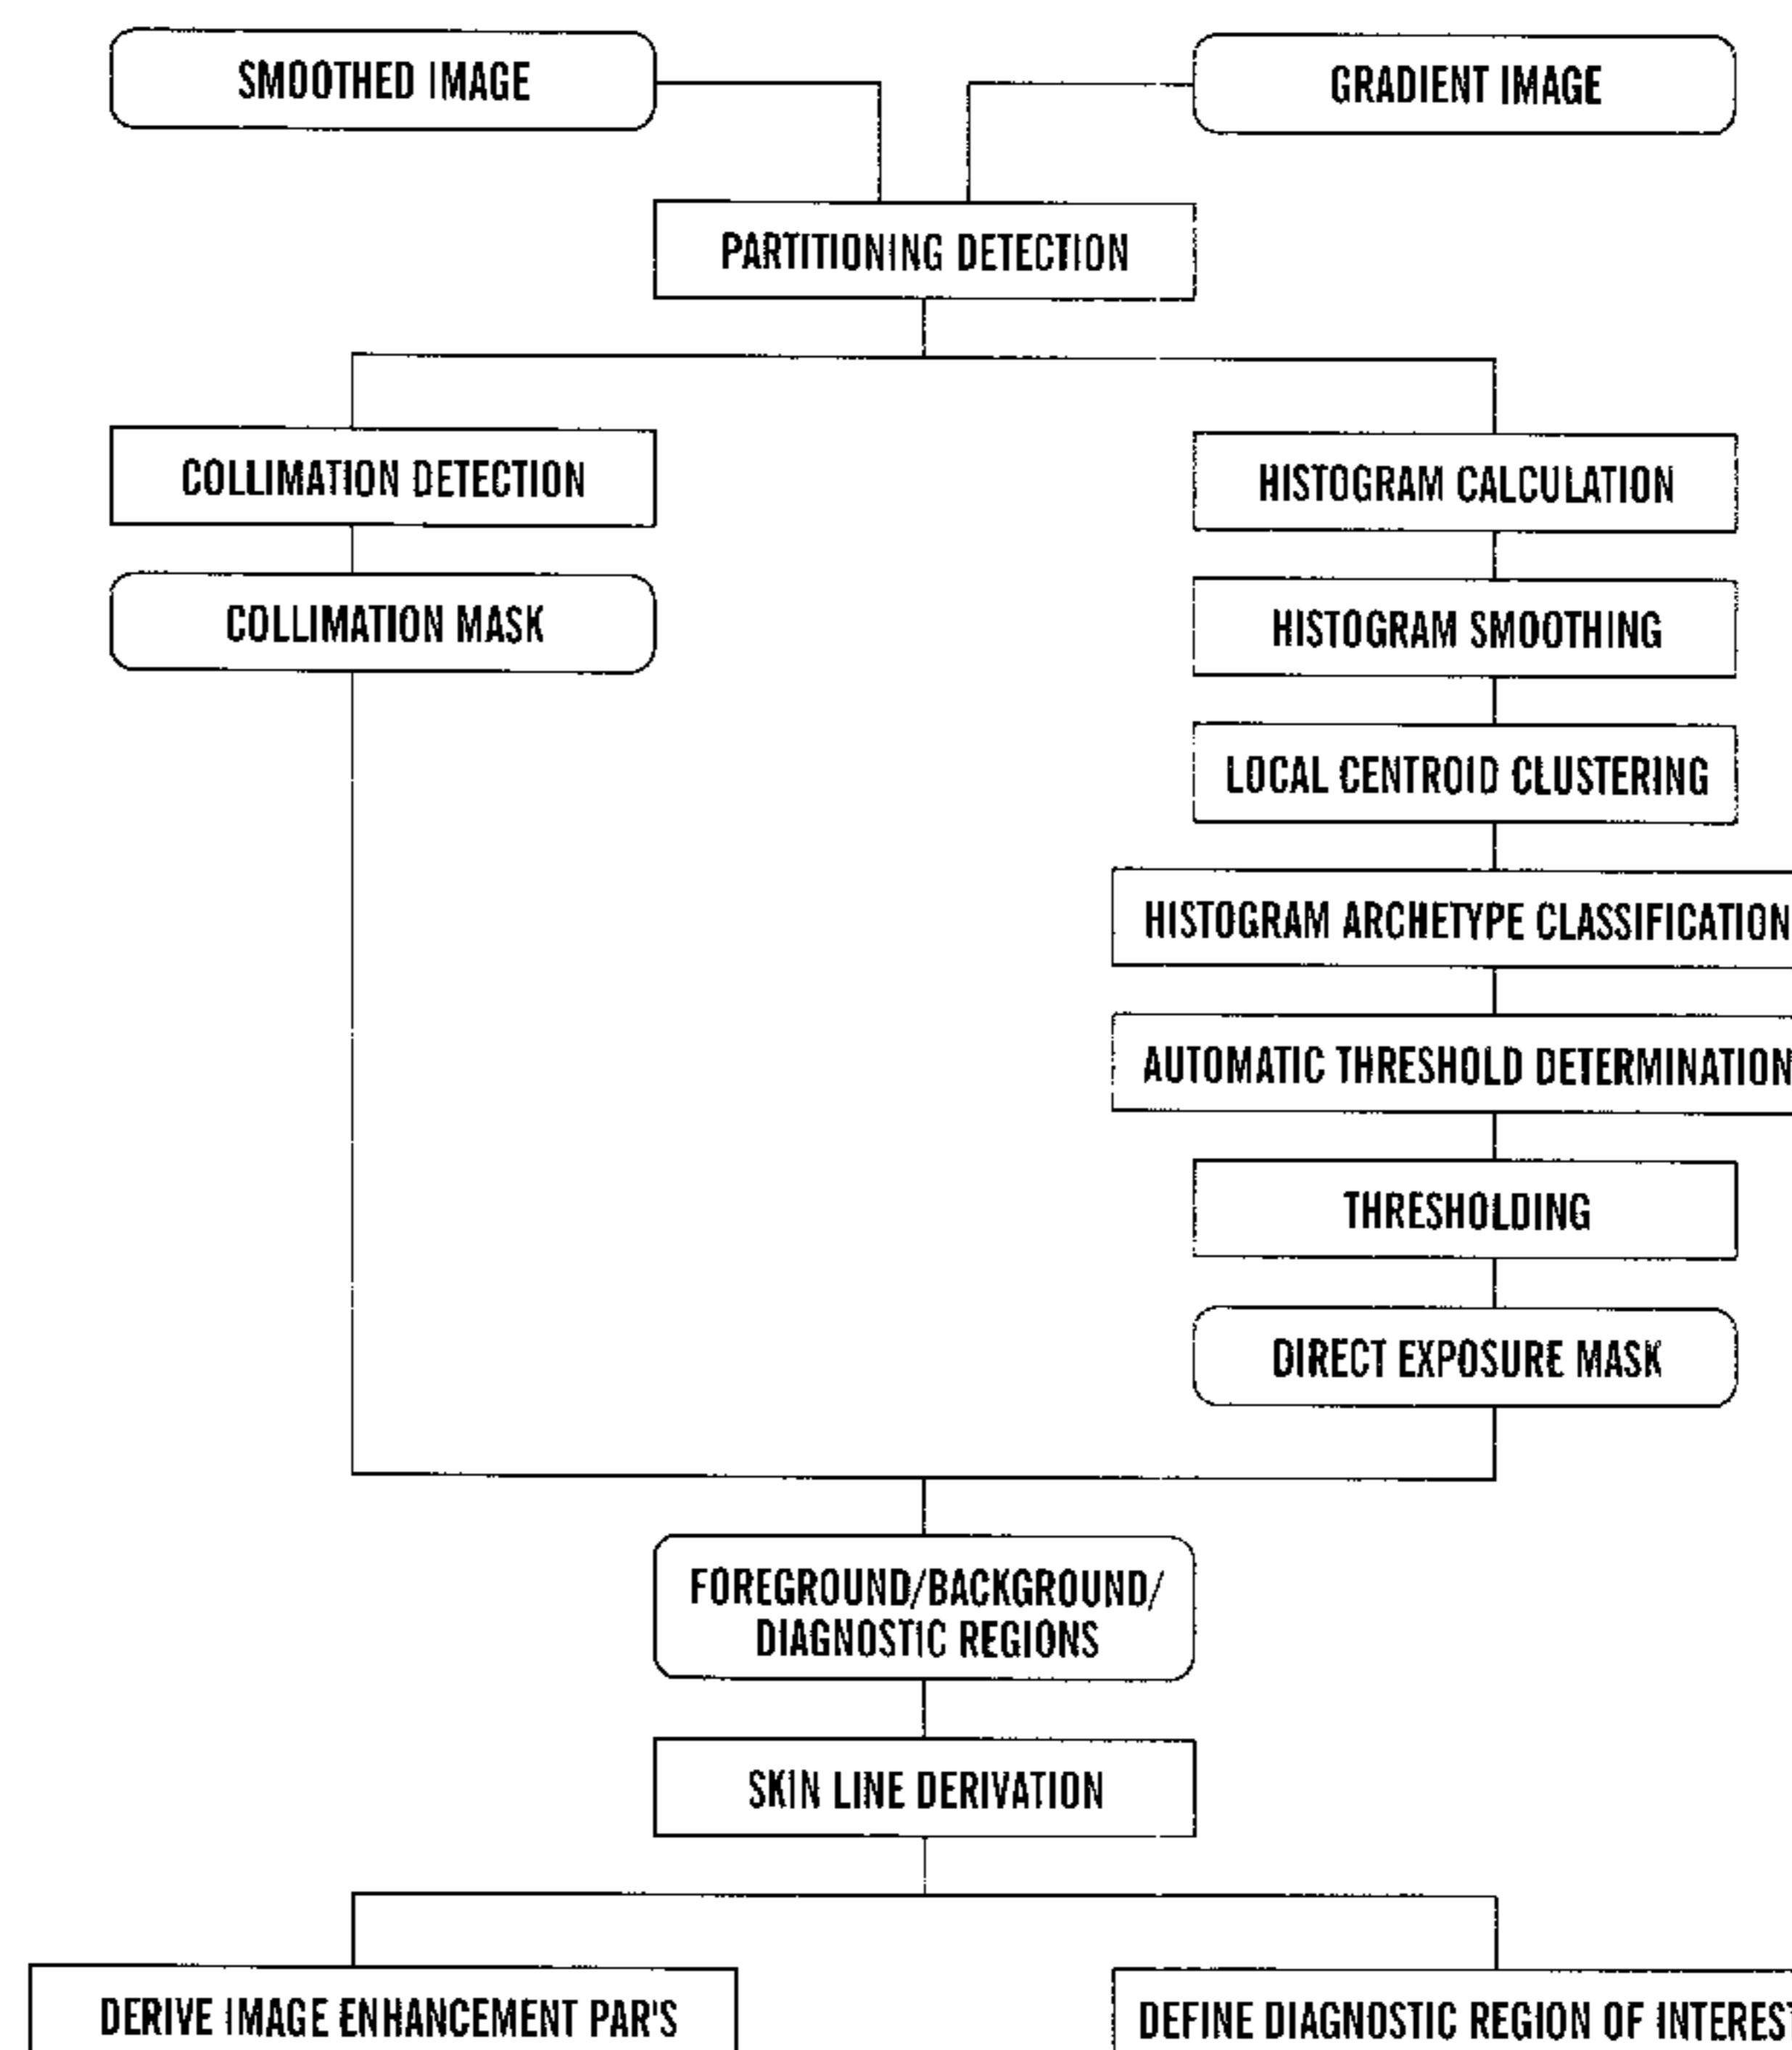 SMOOTHED IMAGE
GRADIENT IMAGE
PARTITIONING DETECTION
COLLIMATION DETECTION
COLLIMATION MASK
HISTOGRAM CALCULATION
HISTOGRAM SMOOTHING
LOCAL CENTROID CLUSTERING
HISTOGRAM ARCHETYPE CLASSIFICATION
AUTOMATIC THRESHOLD DETERMINATION
THRESHOLDING
DIRECT EXPOSURE MASK
FOREGROUND/BACKGROUND/
DIAGNOSTIC REGIONS
SKIN LINE DERIVATION
DERIVE IMAGE ENHANCEMENT PAR'S
DEFINE DIAGNOSTIC REGION OF INTEREST